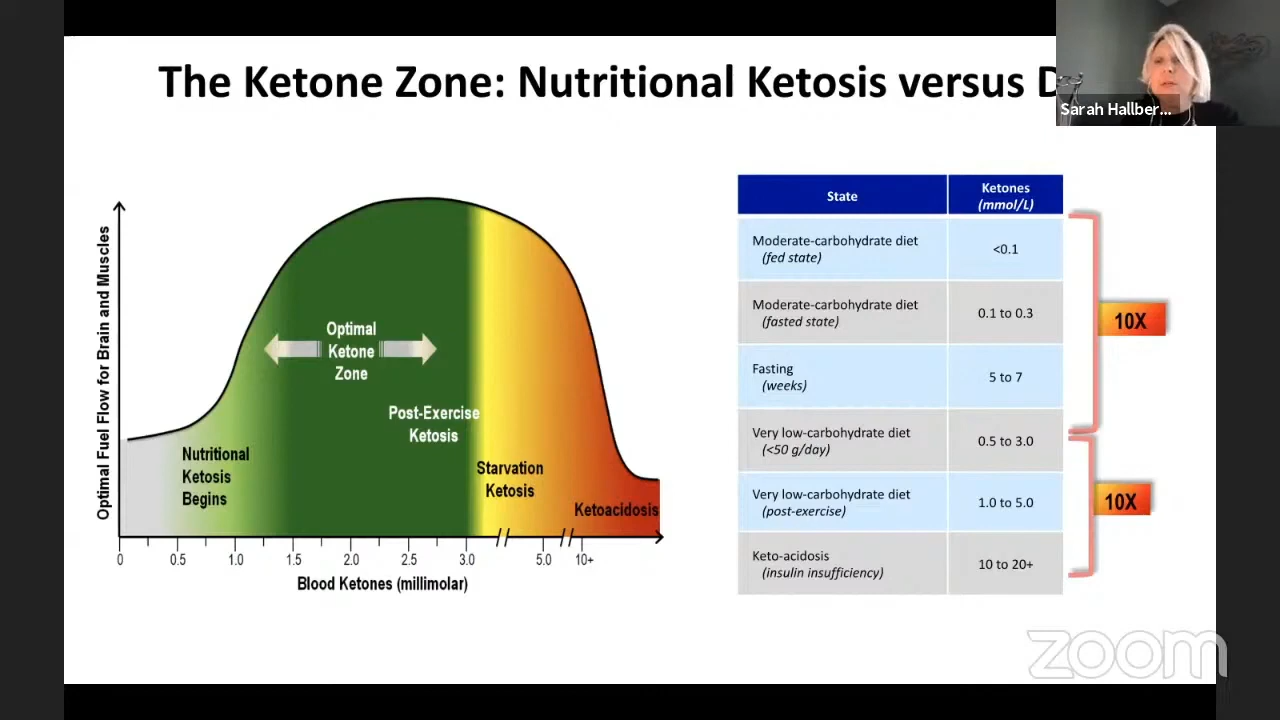 The Ketone Zone: Nutritional Ketosis versus D
Sarah Hallber...
Optimal Fuel Flow for Brain and Muscles
Optimal
Ketone
Zone
Post-Exercise
Ketosis
Nutritional
Ketosis
Begins
Starvation
Ketosis
Ketoacidosis
0 0.5 1.0 1.5 2.0 2.5 3.0 5.0 10+
Blood Ketones (millimolar)
State
Ketones
(mmol/L)
Moderate-carbohydrate diet
(fed state)
<0.1
Moderate-carbohydrate diet
(fasted state)
0.1 to 0.3
Fasting
(weeks)
5 to 7
Very low-carbohydrate diet
(<50 g/day)
0.5 to 3.0
Very low-carbohydrate diet
(post-exercise)
1.0 to 5.0
Keto-acidosis
(insulin insufficiency)
10 to 20+
10X
10X
zoom